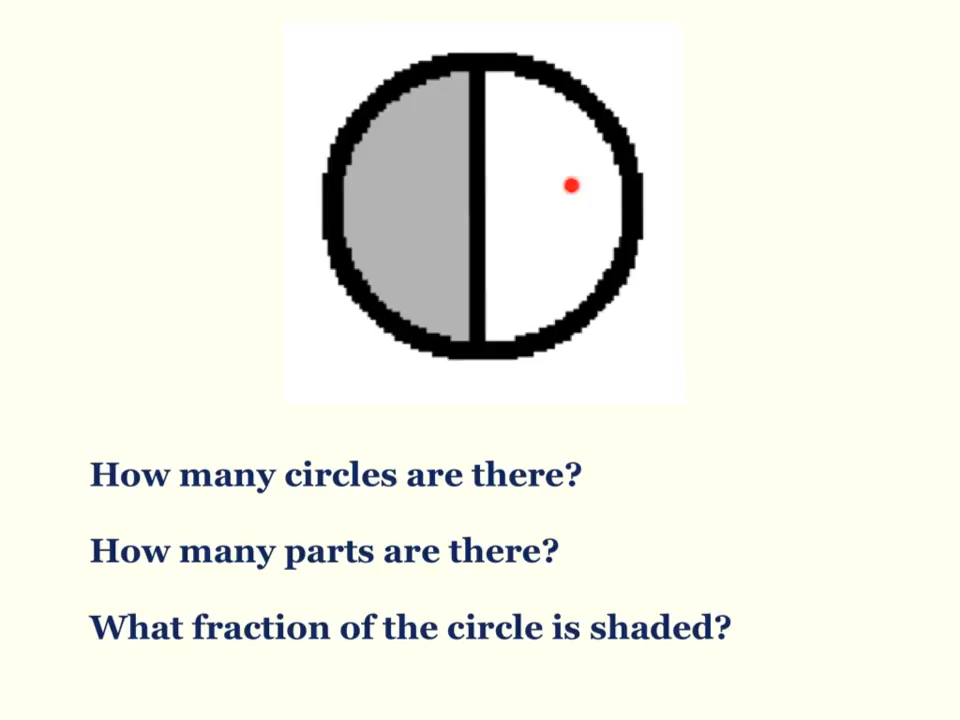 How many circles are there?
How many parts are there?
What fraction of the circle is shaded?